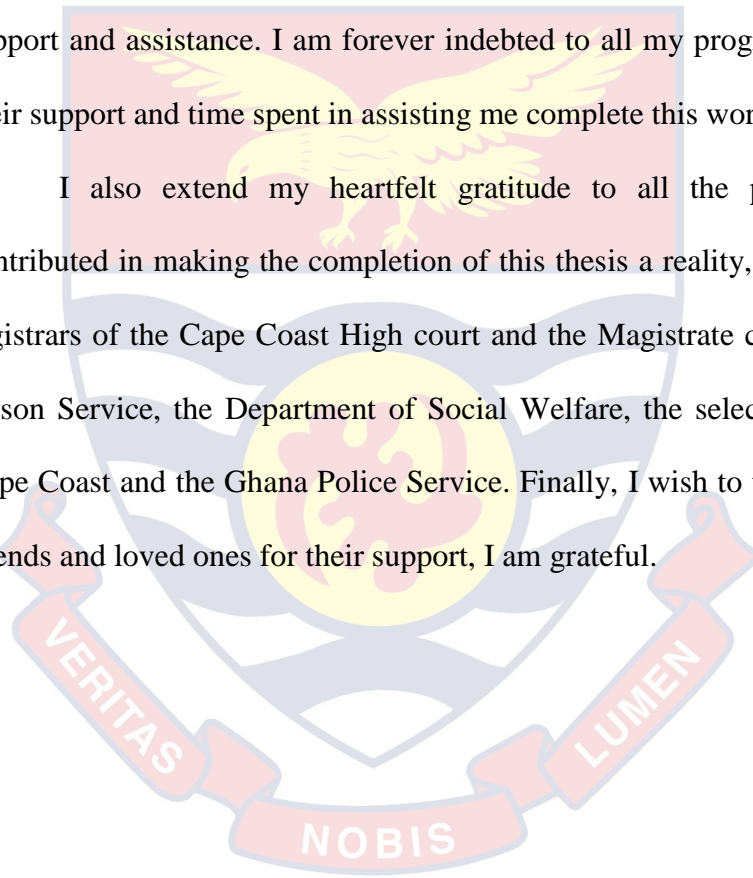 pport and assistance. I am forever indebted to all my prog
eir support and time spent in assisting me complete this wor
I also extend my heartfelt gratitude to all the p
ntributed in making the completion of this thesis a reality,
gistrars of the Cape Coast High court and the Magistrate c
ison Service, the Department of Social Welfare, the selec
pe Coast and the Ghana Police Service. Finally, I wish to t
ends and loved ones for their support, I am grateful.
VERITAS
NOBIS
LUMEN